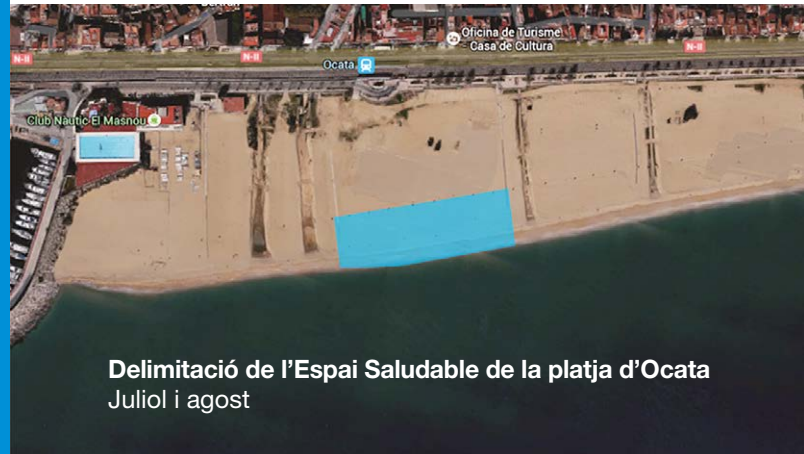 Oficina de Turisme
Casa de Cultura
N-II
N-II
N-II
Ocata
Club Nàutic El Masnou
Delimitació de l'Espai Saludable de la platja d'Ocata
Juliol i agost